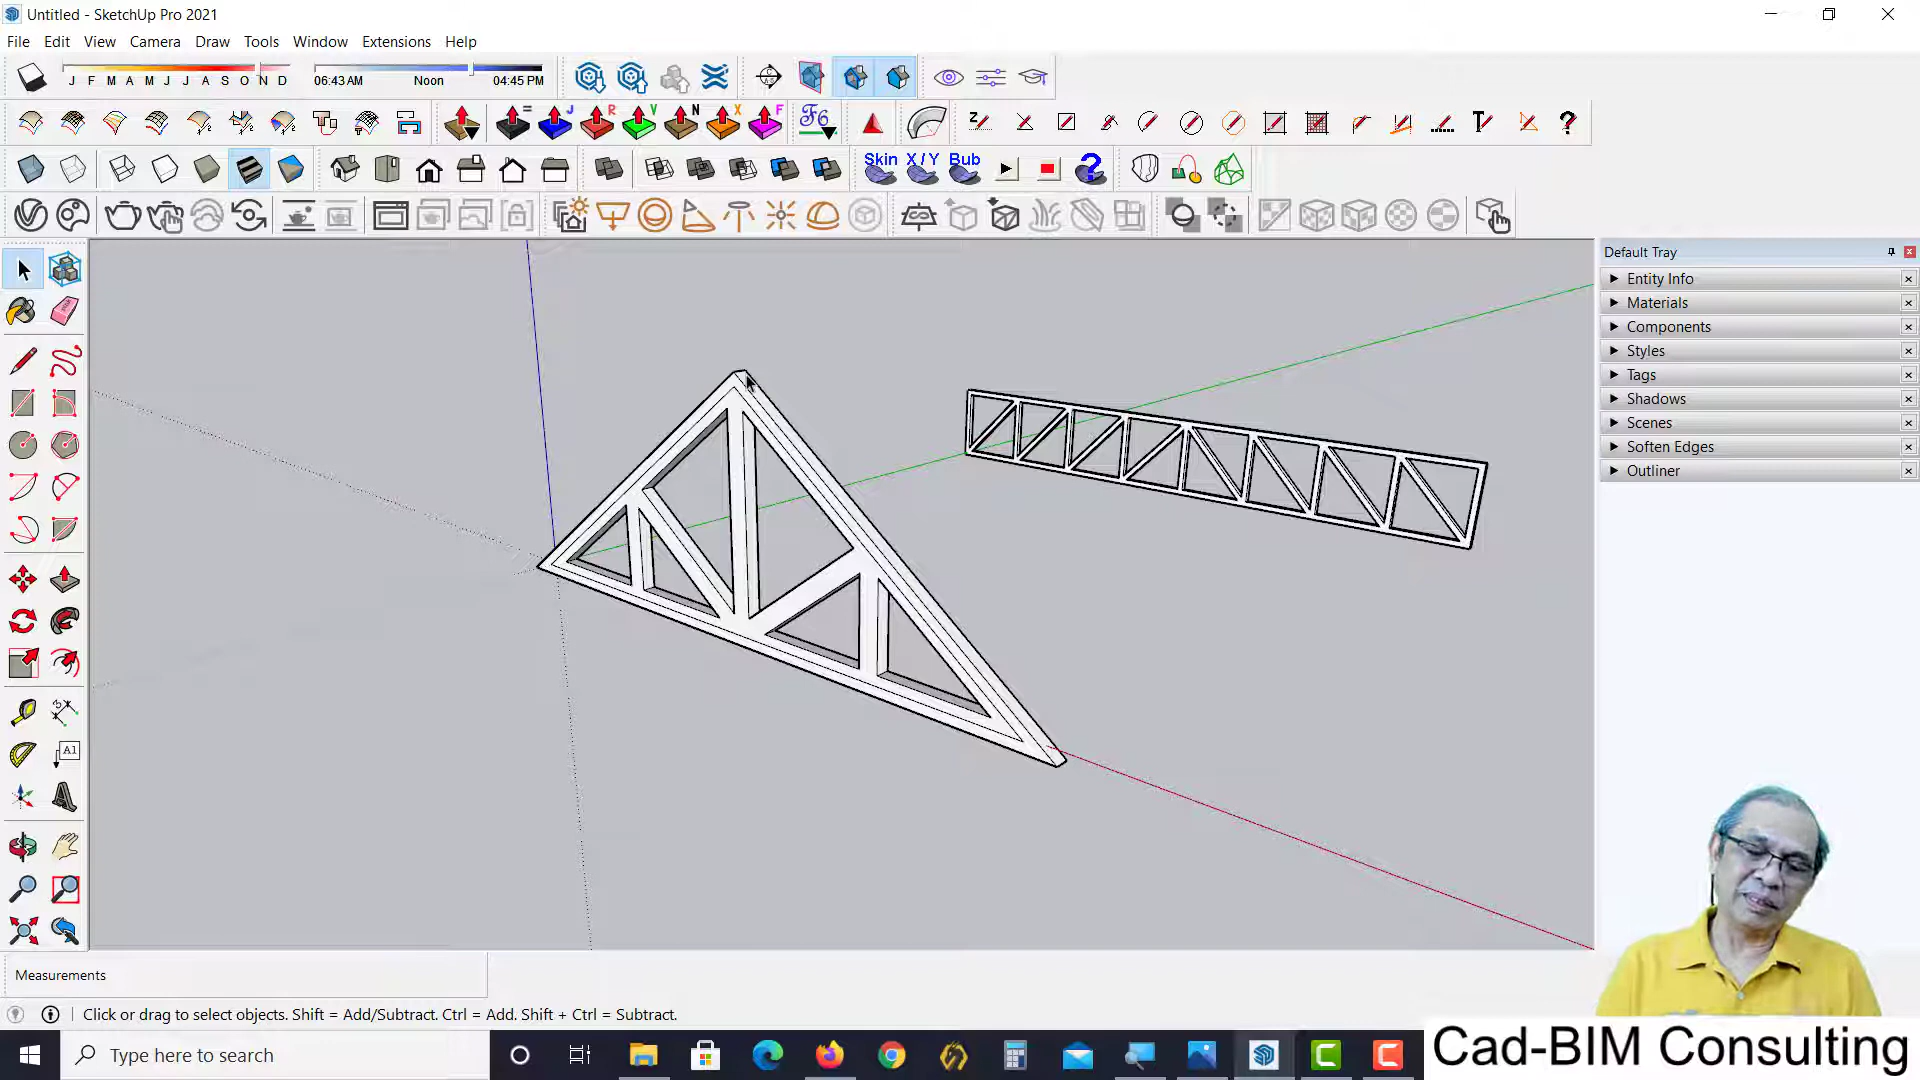 Untitled - SketchUp Pro 2021
File Edit View Camera Draw Tools Window Extensions Help
J F M A M J J A S O N D 06:43 AM Noon 04:45 PM
= J R V N X F F6 Z T ?
Skin X/Y Bub ?
Default Tray
Entity Info
Materials
Components
Styles
Tags
Shadows
Scenes
Soften Edges
Outliner
A1
Measurements
Click or drag to select objects. Shift = Add/Subtract. Ctrl = Add. Shift + Ctrl = Subtract.
Type here to search
Cad-BIM Consulting